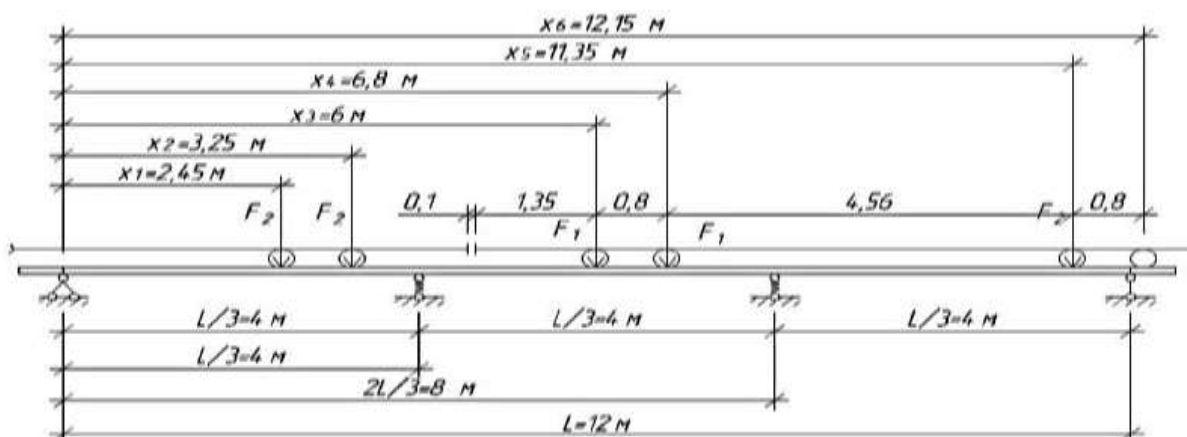 x6=12,15 м
x5=11,35 м
x4=6,8 м
x3=6 м
x2=3,25 м
x1=2,45 м
0,1 1,35 0,8 4,56 0,8
F2 F2 F1 F1 F2
L/3=4 м L/3=4 м L/3=4 м
L/3=4 м
2L/3=8 м
L=12 м